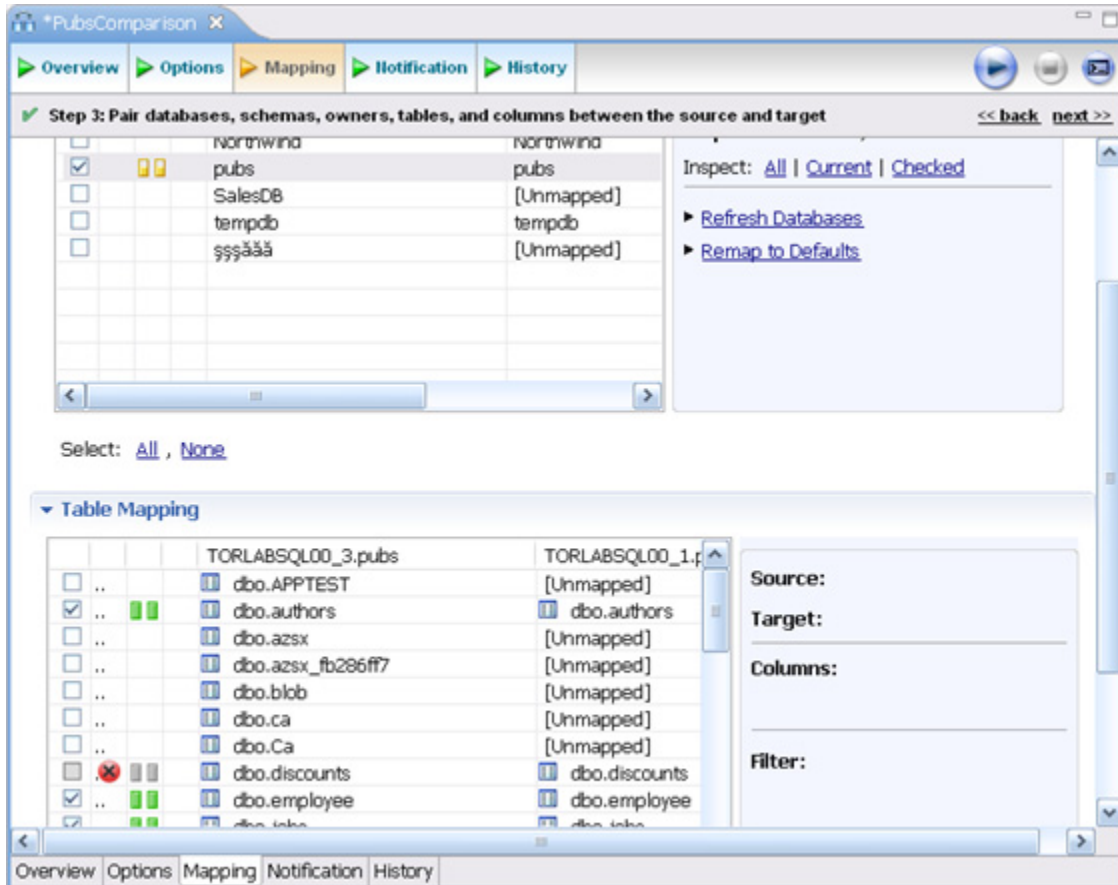 *PubsComparison
Overview Options Mapping Notification History
Step 3: Pair databases, schemas, owners, tables, and columns between the source and target << back next >>
Northwind Northwind
pubs pubs
SalesDB [Unmapped]
tempdb tempdb
şşşăăă [Unmapped]
Inspect: All | Current | Checked
Refresh Databases
Remap to Defaults
Select: All , None
Table Mapping
TORLABSQL00_3.pubs TORLABSQL00_1.p
.. dbo.APPTEST [Unmapped]
.. dbo.authors dbo.authors
.. dbo.azsx [Unmapped]
.. dbo.azsx_fb286ff7 [Unmapped]
.. dbo.blob [Unmapped]
.. dbo.ca [Unmapped]
.. dbo.Ca [Unmapped]
. dbo.discounts dbo.discounts
.. dbo.employee dbo.employee
dbo.jobs dbo.jobs
Source:
Target:
Columns:
Filter:
Overview Options Mapping Notification History